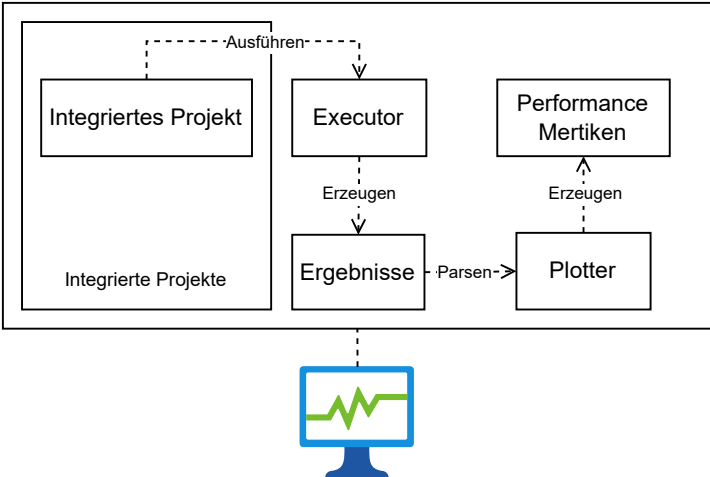 Ausführen
Integriertes Projekt
Executor
Performance
Mertiken
Erzeugen
Erzeugen
Integrierte Projekte
Ergebnisse
Parsen
Plotter